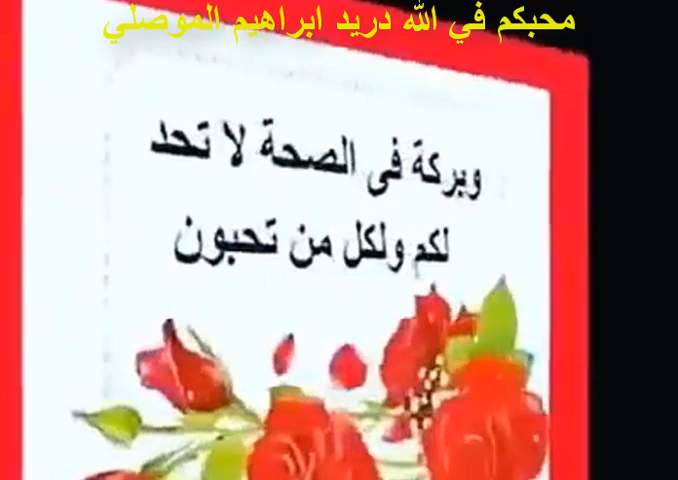 محبكم في الله دريد ابراهيم الموصلي
وبركة فى الصحة لا تحد
لكم ولكل من تحبون